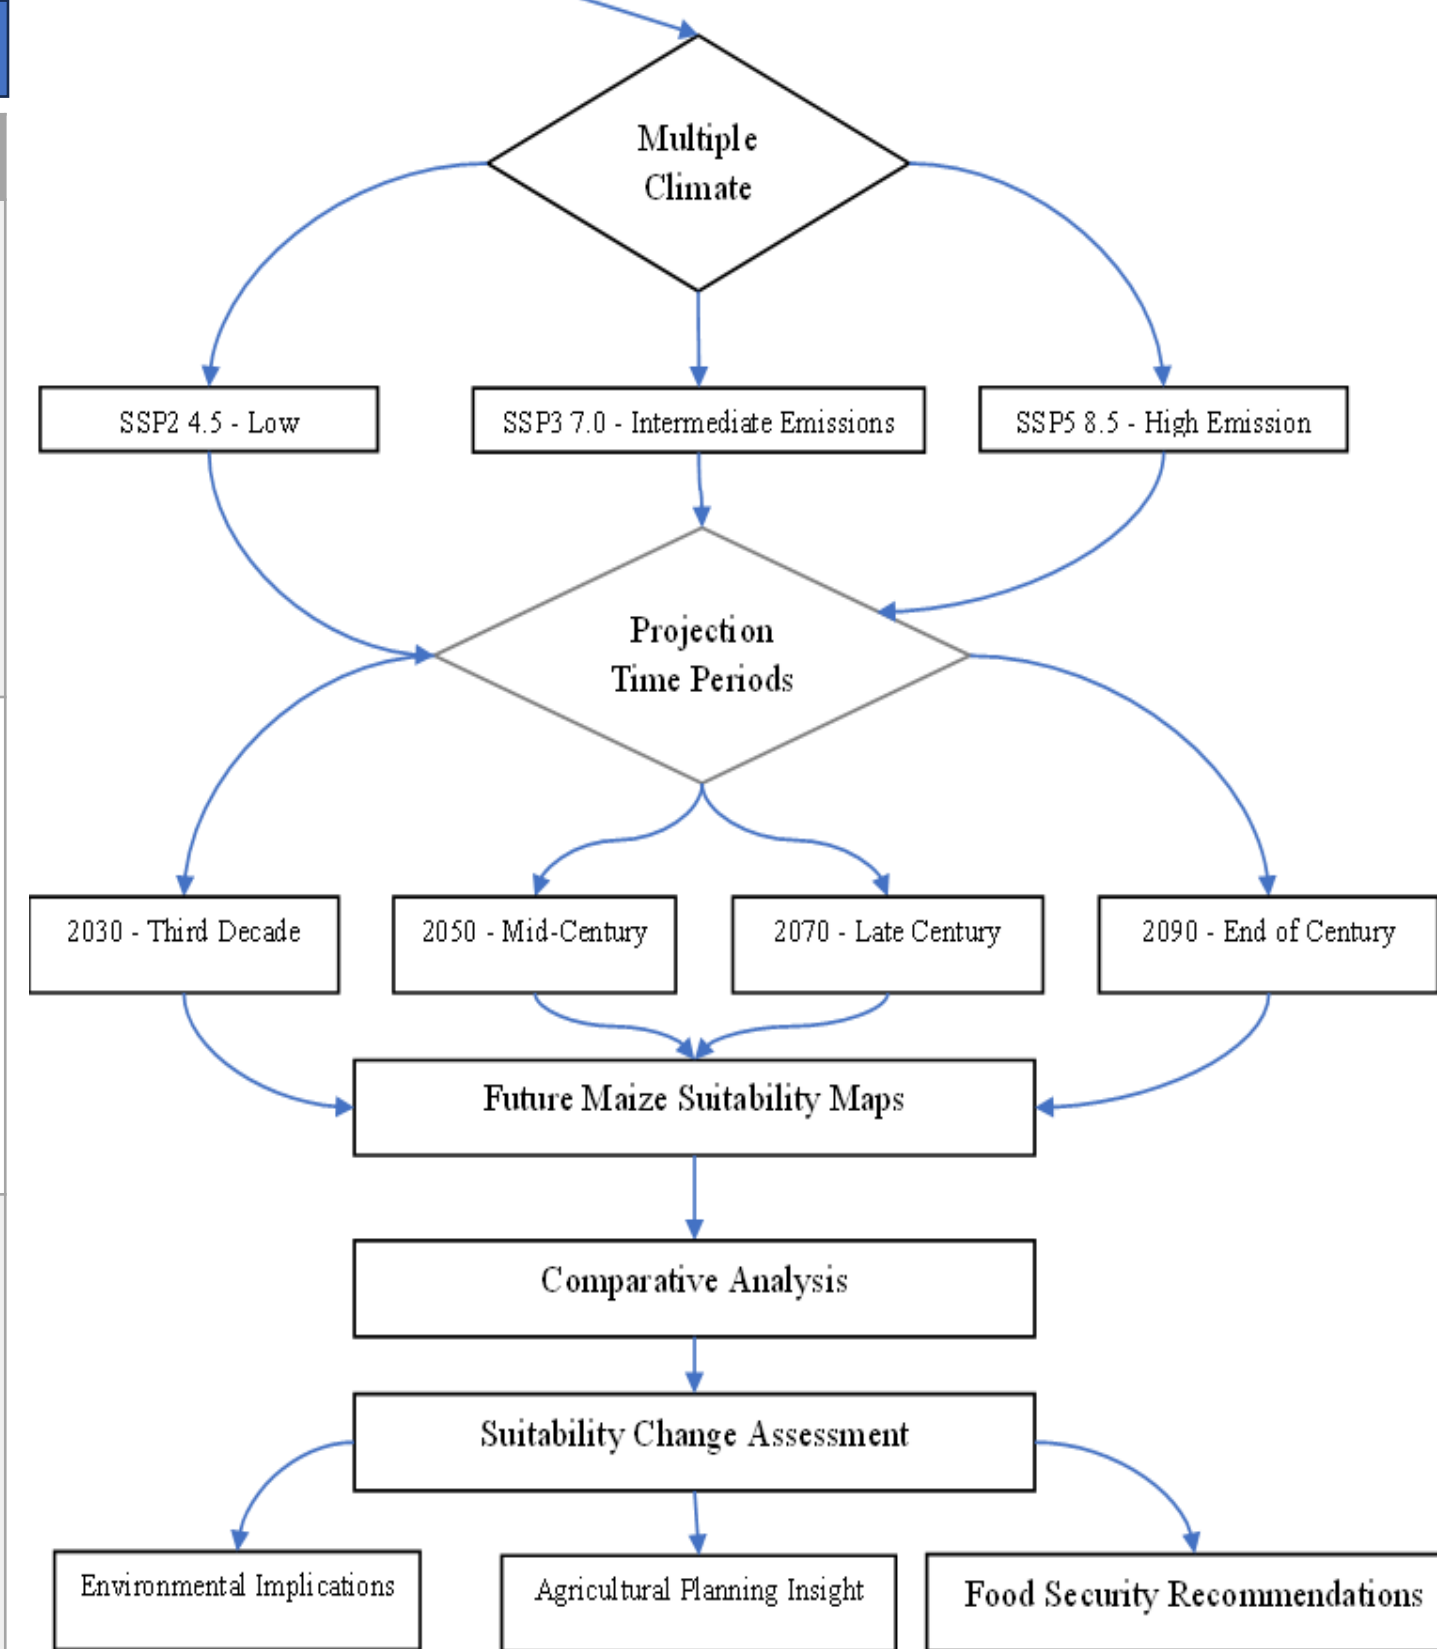 Multiple
Climate
SSP2 4.5 - Low
SSP3 7.0 - Intermediate Emissions
SSP5 8.5 - High Emission
Projection
Time Periods
2030 - Third Decade
2050 - Mid-Century
2070 - Late Century
2090 - End of Century
Future Maize Suitability Maps
Comparative Analysis
Suitability Change Assessment
Environmental Implications
Agricultural Planning Insight
Food Security Recommendations